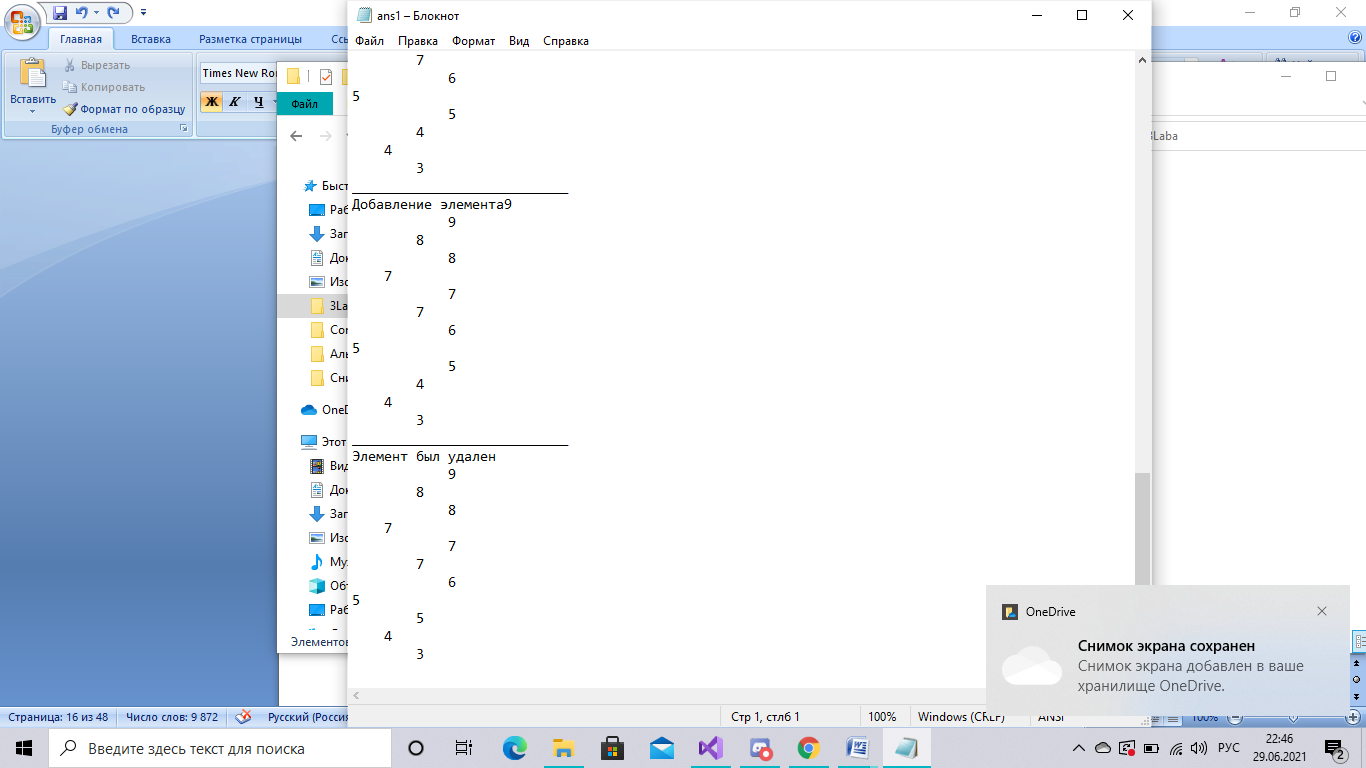 ans1 – Блокнот
Главная
Вставка
Разметка страницы
Файл
Правка
Формат
Вид
Справка
Вырезать
Копировать
Формат по образцу
Вставить
Буфер обмена
Times New
Ж К Ч
Файл
3Laba
7
6
5
5
4
4
3
Добавление элемента9
9
8
8
7
7
7
6
5
5
4
4
3
Элемент был удален
9
8
8
7
7
7
6
5
5
4
3
Этот
OneDrive
Снимок экрана сохранен
Снимок экрана добавлен в ваше
хранилище OneDrive.
Стр 1, стлб 1
100%
Windows (CRLF)
ANSI
Страница: 16 из 48
Число слов: 9 872
Русский (Россия
100%
Введите здесь текст для поиска
РУС
22:46
29.06.2021
2